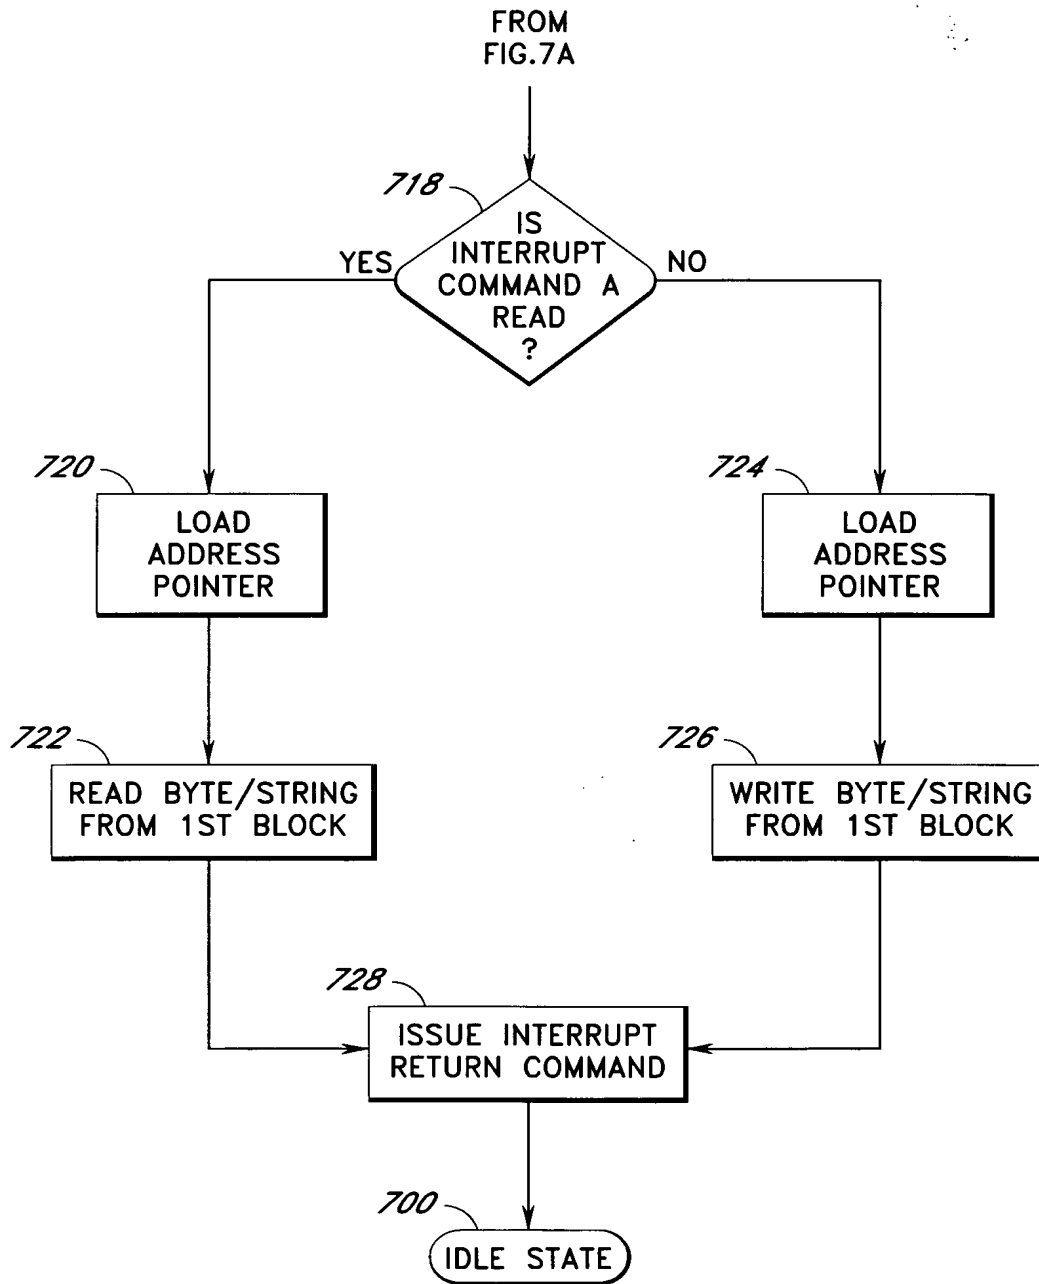 FROM
FIG.7A
718
IS
INTERRUPT
COMMAND A
READ
?
YES
NO
720
LOAD
ADDRESS
POINTER
724
LOAD
ADDRESS
POINTER
722
READ BYTE/STRING
FROM 1ST BLOCK
726
WRITE BYTE/STRING
FROM 1ST BLOCK
728
ISSUE INTERRUPT
RETURN COMMAND
700
IDLE STATE